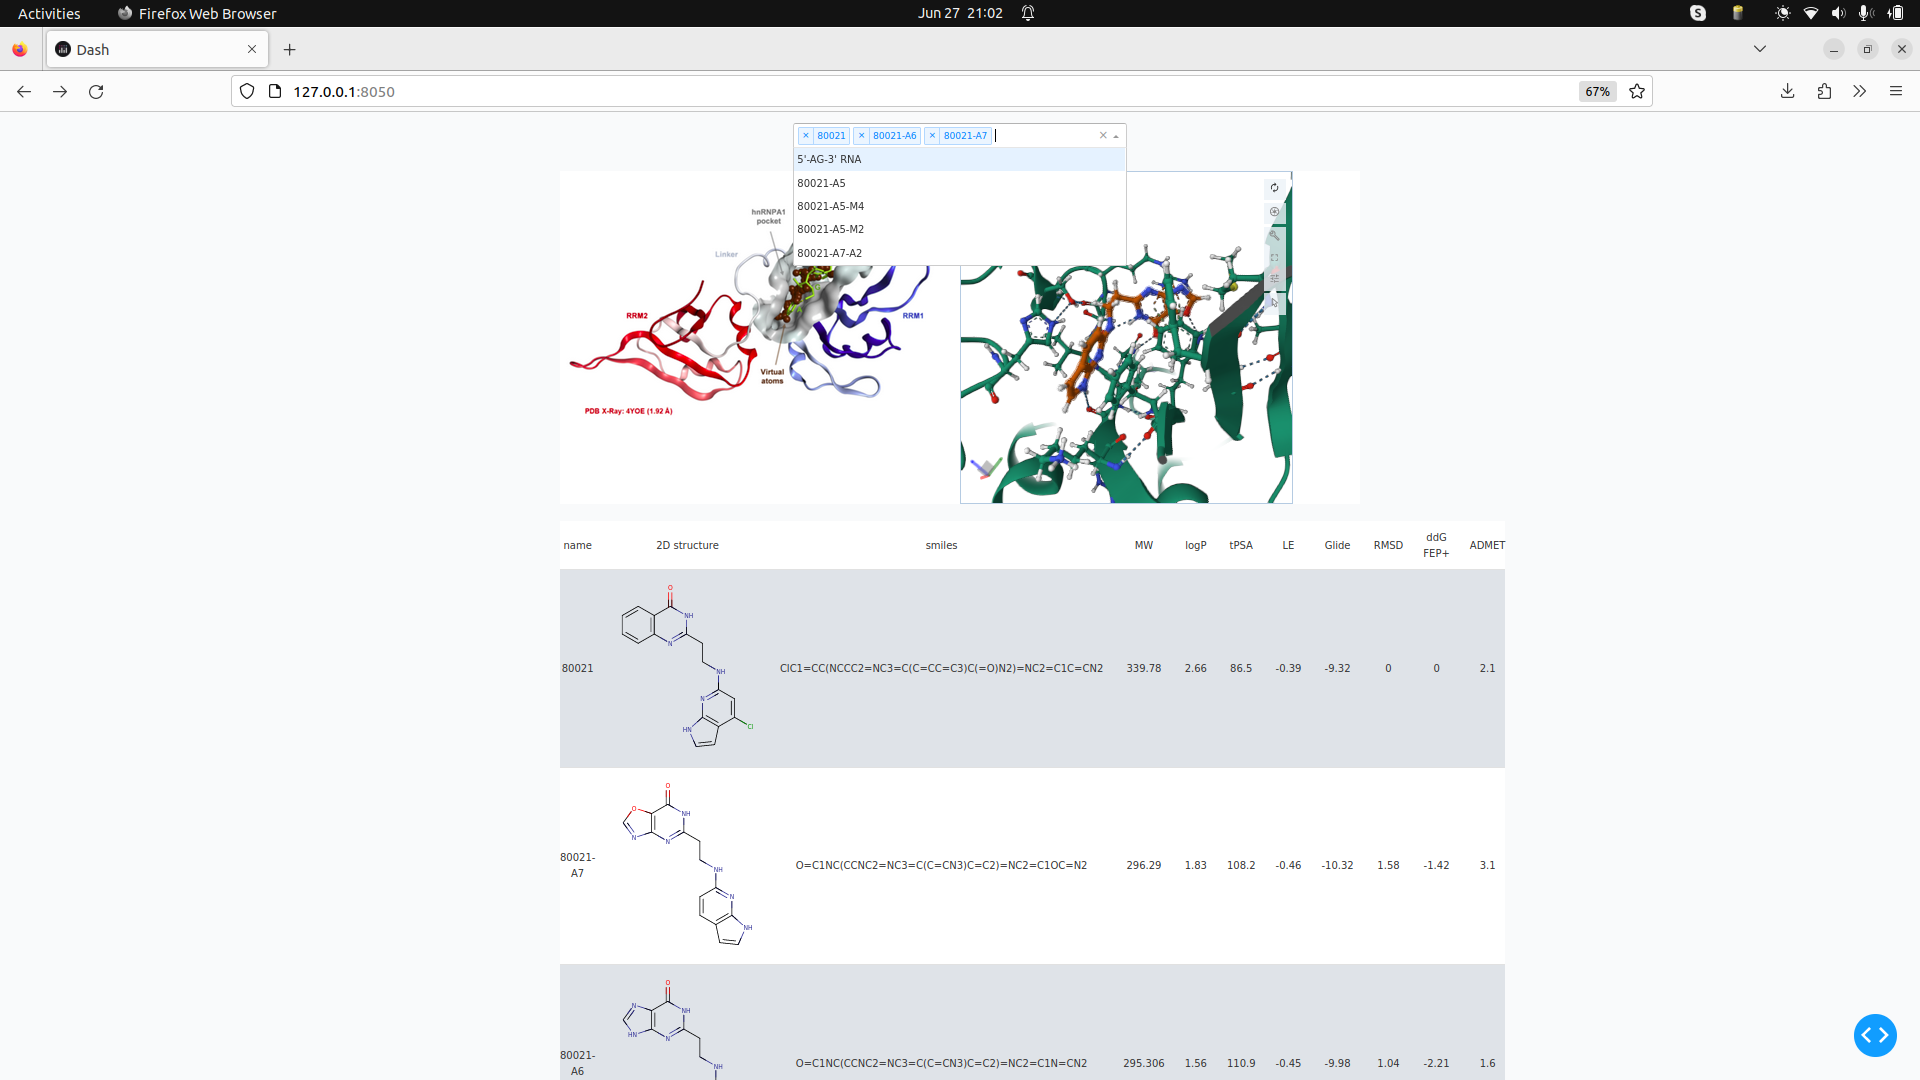 Activities Firefox Web Browser Jun 27 21:02
Dash
127.0.0.1:8050 67%
80021 80021-A6 80021-A7
5'-AG-3' RNA
80021-A5
80021-A5-M4
80021-A5-M2
80021-A7-A2
hnRNPA1
pocket
Linker
RRM2
RRM1
Virtual
atoms
PDB X-Ray: 4YOE (1.92 Å)
name 2D structure smiles MW logP tPSA LE Glide RMSD ddG FEP+ ADMET
O
NH
N
NH
N
HN
Cl
80021 ClC1=CC(NCCC2=NC3=C(C=CC=C3)C(=O)N2)=NC2=C1C=CN2 339.78 2.66 86.5 -0.39 -9.32 0 0 2.1
O
O
NH
N
N
NH
N
NH
80021-
A7
O=C1NC(CCNC2=NC3=C(C=CN3)C=C2)=NC2=C1OC=N2 296.29 1.83 108.2 -0.46 -10.32 1.58 -1.42 3.1
O
N
NH
HN
N
NH
80021-
A6
O=C1NC(CCNC2=NC3=C(C=CN3)C=C2)=NC2=C1N=CN2 295.306 1.56 110.9 -0.45 -9.98 1.04 -2.21 1.6